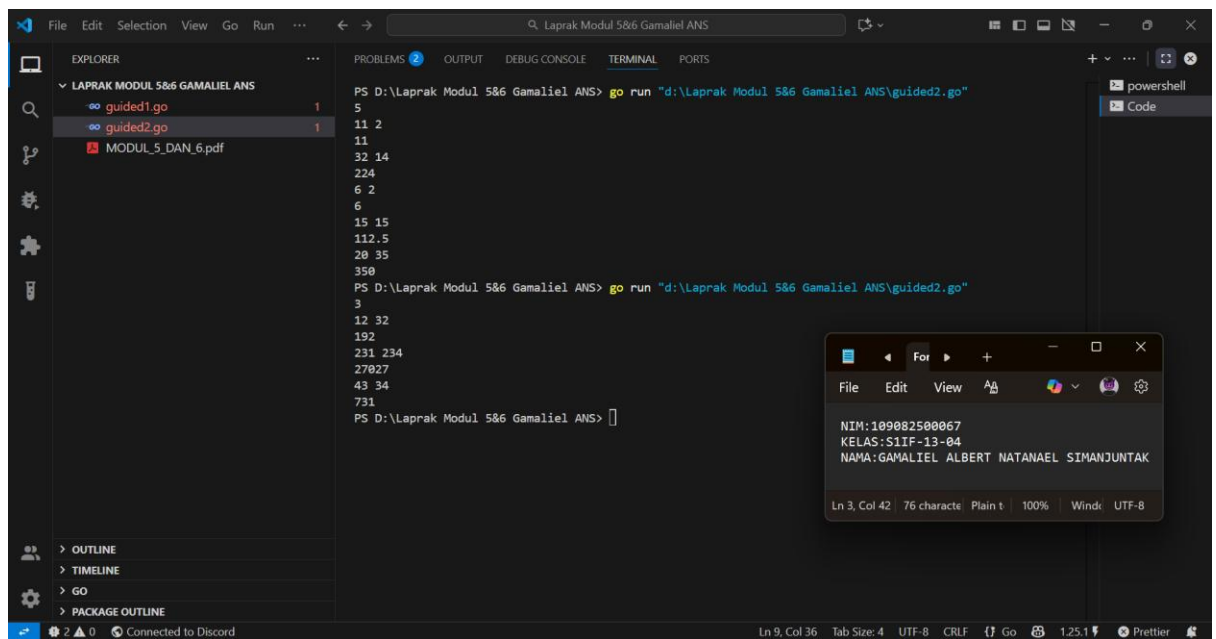 File Edit Selection View Go Run ···
Laprak Modul 5&6 Gamaliel ANS
EXPLORER ···
LAPRAK MODUL 5&6 GAMALIEL ANS
guided1.go 1
guided2.go 1
MODUL_5_DAN_6.pdf
OUTLINE
TIMELINE
GO
PACKAGE OUTLINE
PROBLEMS 2 OUTPUT DEBUG CONSOLE TERMINAL PORTS
PS D:\Laprak Modul 5&6 Gamaliel ANS> go run "d:\Laprak Modul 5&6 Gamaliel ANS\guided2.go"
5
11 2
11
32 14
224
6 2
6
15 15
112.5
20 35
350
PS D:\Laprak Modul 5&6 Gamaliel ANS> go run "d:\Laprak Modul 5&6 Gamaliel ANS\guided2.go"
3
12 32
192
231 234
27027
43 34
731
PS D:\Laprak Modul 5&6 Gamaliel ANS>
powershell
Code
For
File Edit View
NIM:109082500067
KELAS:S1IF-13-04
NAMA:GAMALIEL ALBERT NATANAEL SIMANJUNTAK
Ln 3, Col 42 76 characte Plain t 100% Wind UTF-8
2 0 Connected to Discord Ln 9, Col 36 Tab Size: 4 UTF-8 CRLF {} Go 1.25.1 Prettier